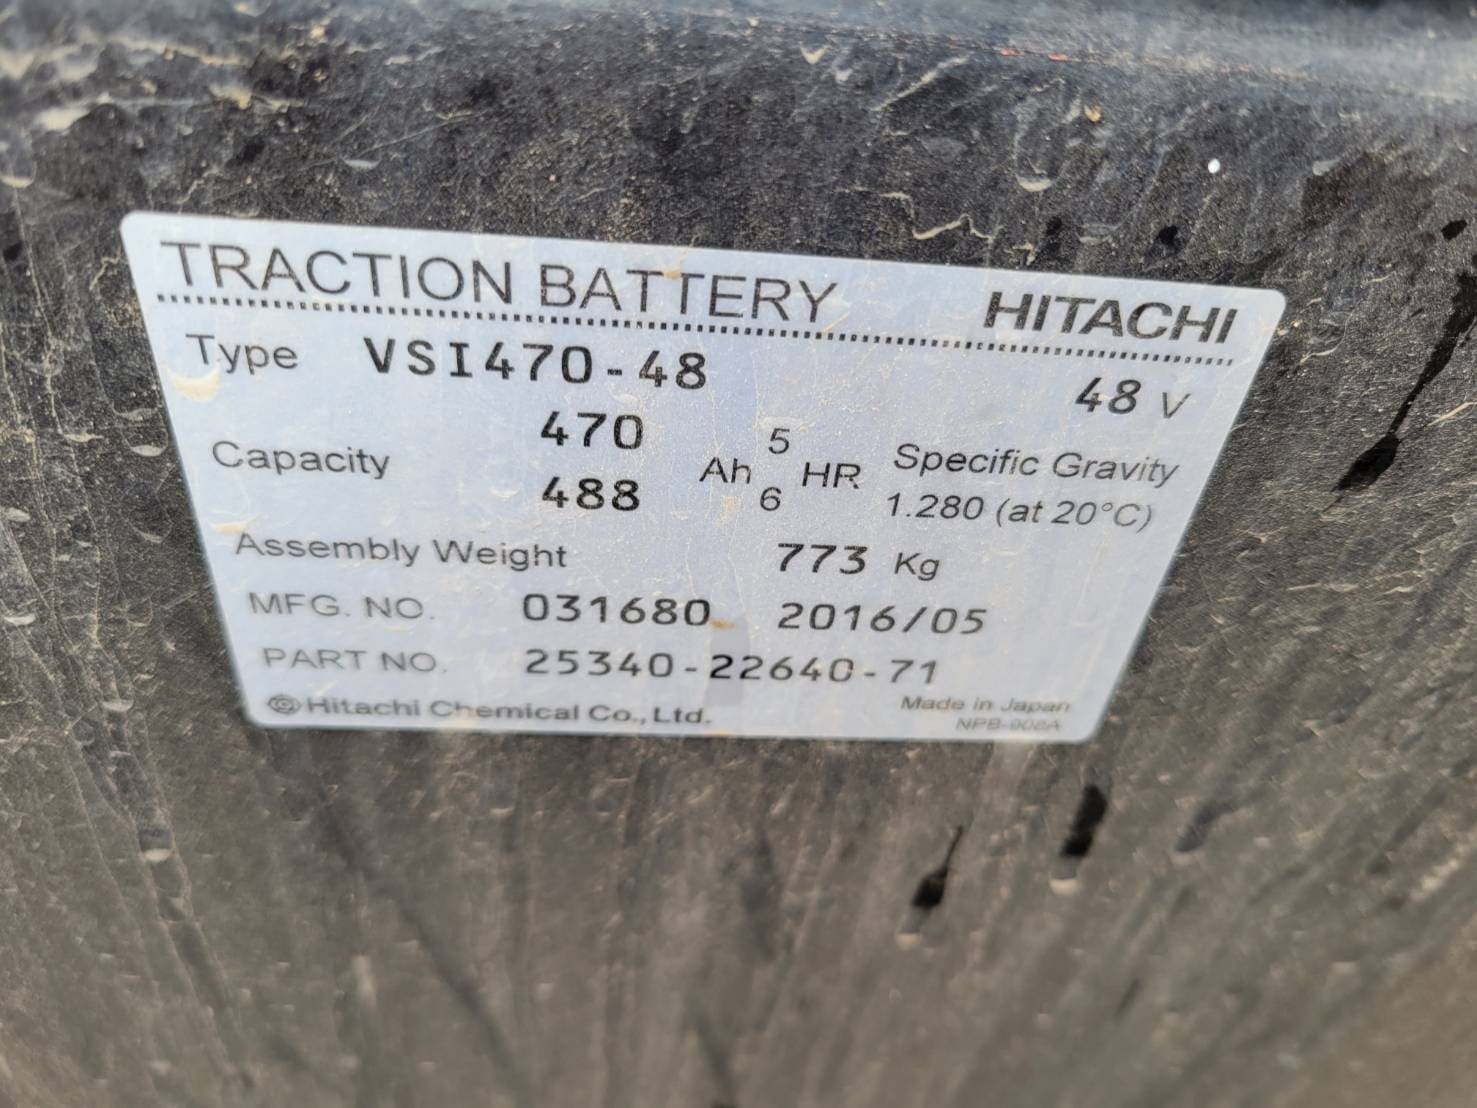 TRACTION BATTERY HITACHI
Type VSI470-48 48 V
470 5
Capacity Ah HR Specific Gravity
488 6 1.280 (at 20°C)
Assembly Weight 773 Kg
MFG. NO. 031680 2016/05
PART NO. 25340-22640-71
©Hitachi Chemical Co., Ltd. Made in Japan
NPB-908A